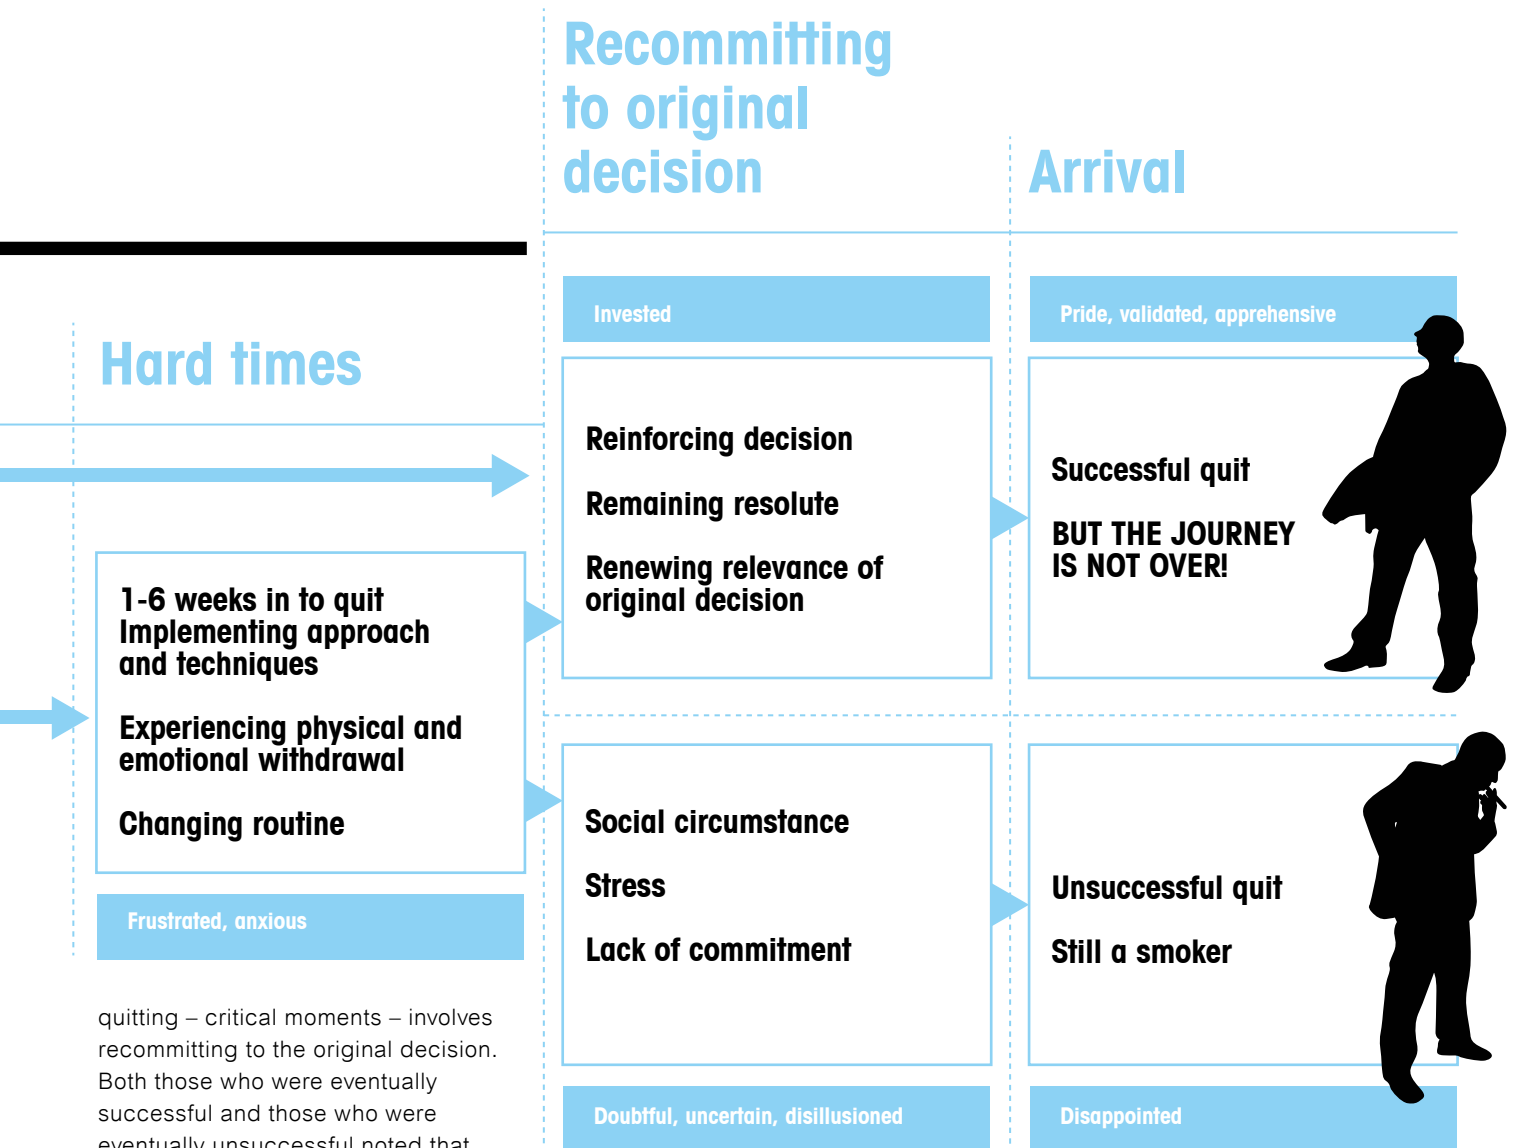 Recommitting
to original
decision
Arrival
Hard times
Invested
Pride, validated, apprehensive
Reinforcing decision
Remaining resolute
Renewing relevance of
original decision
Successful quit
BUT THE JOURNEY
IS NOT OVER!
1-6 weeks in to quit
Implementing approach
and techniques
Experiencing physical and
emotional withdrawal
Changing routine
Frustrated, anxious
Social circumstance
Stress
Lack of commitment
Unsuccessful quit
Still a smoker
Doubtful, uncertain, disillusioned
Disappointed
quitting – critical moments – involves
recommitting to the original decision.
Both those who were eventually
successful and those who were
eventually unsuccessful noted that